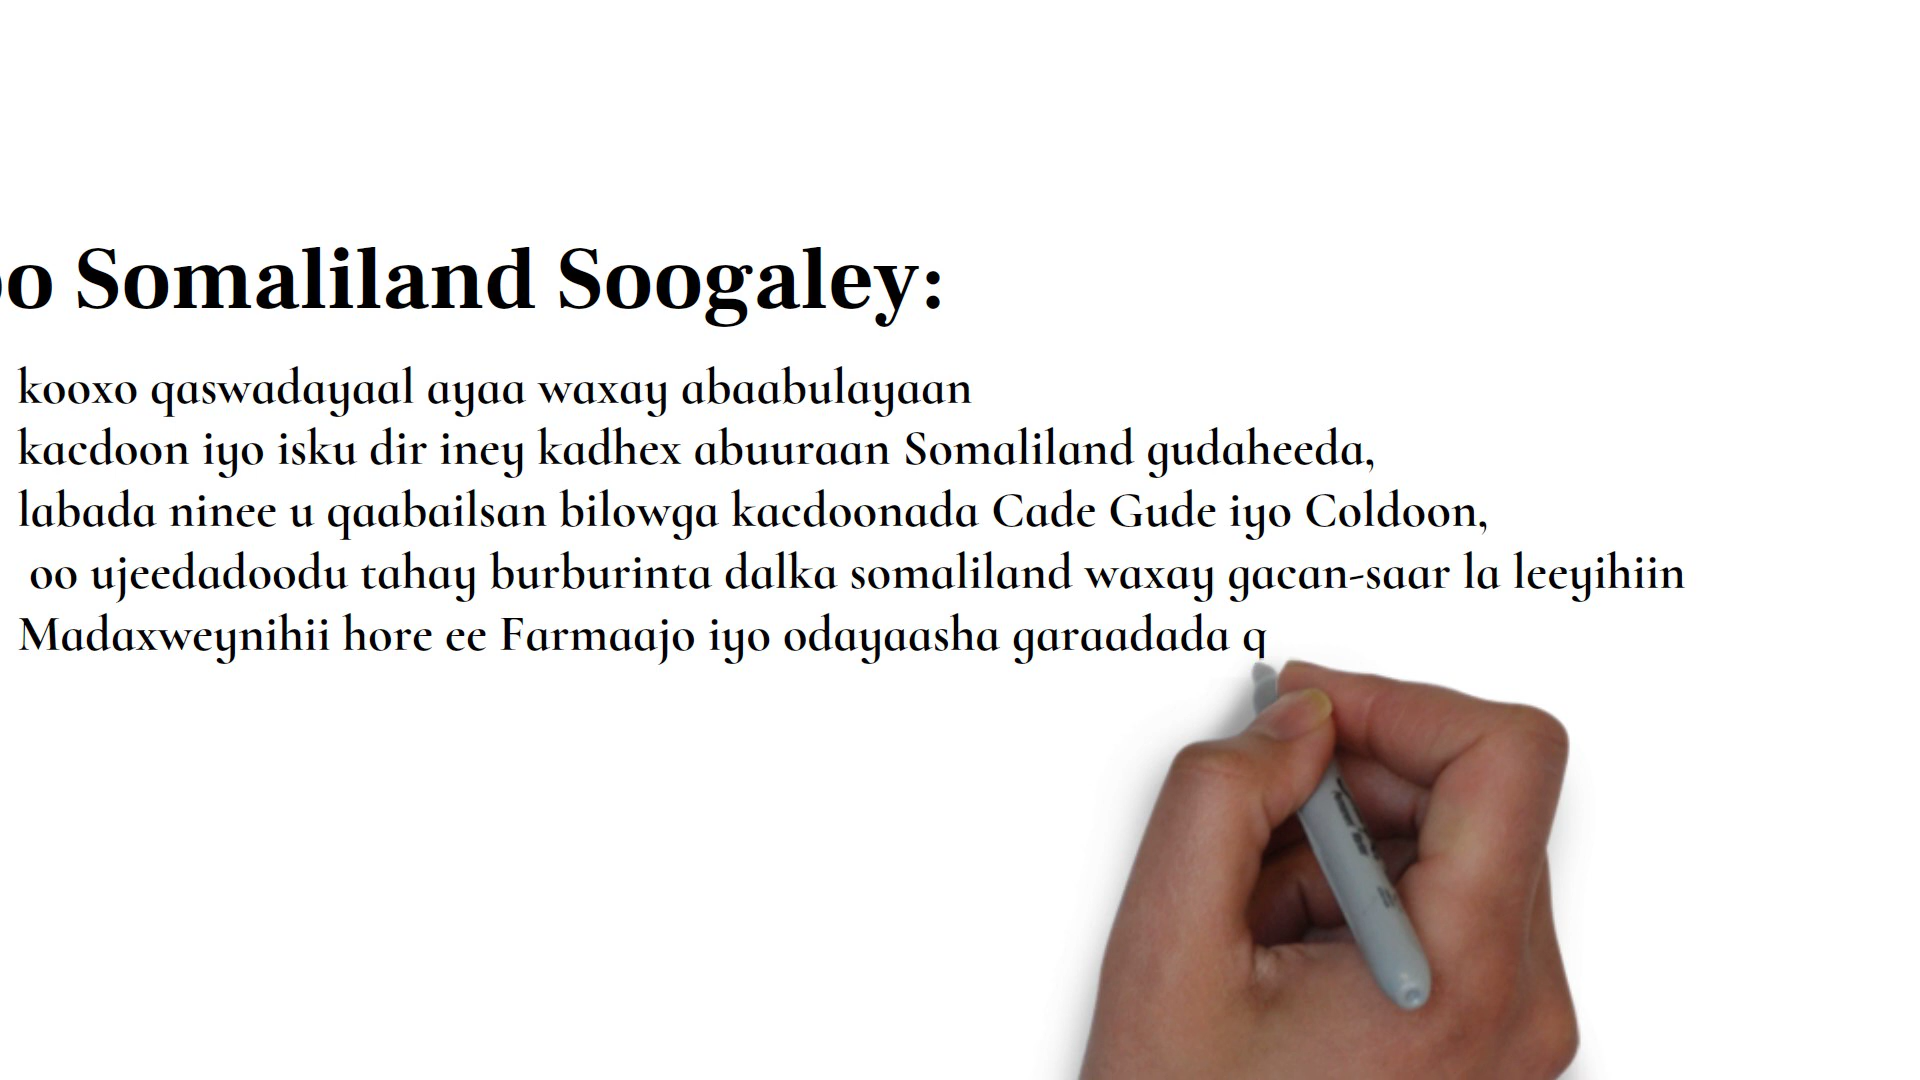 o Somaliland Soogaley:
kooxo qaswadayaal ayaa waxay abaabulayaan
kacdoon iyo isku dir iney kadhex abuuraan Somaliland gudaheeda,
labada ninee u qaabailsan bilowga kacdoonada Cade Gude iyo Coldoon,
oo ujeedadoodu tahay burburinta dalka somaliland waxay gacan-saar la leeyihiin
Madaxweynihii hore ee Farmaajo iyo odayaasha garaadada q